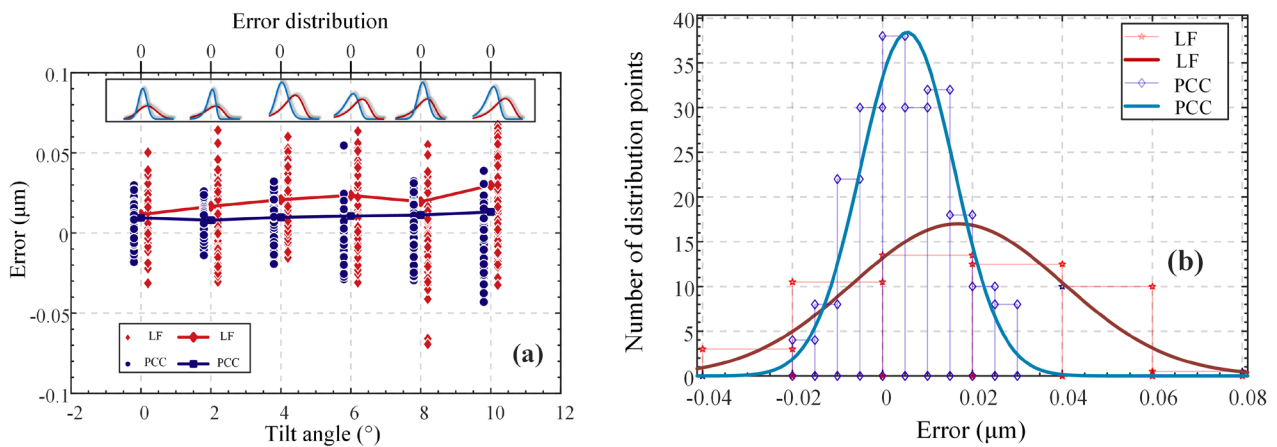 Error distribution
0 0 0 0 0 0
0.1
0.05
0
-0.05
-0.1
Error (μm)
LF LF
PCC PCC
(a)
-2 0 2 4 6 8 10 12
Tilt angle (°)
40
35
30
25
20
15
10
5
0
Number of distribution points
LF
LF
PCC
PCC
(b)
-0.04 -0.02 0 0.02 0.04 0.06 0.08
Error (μm)